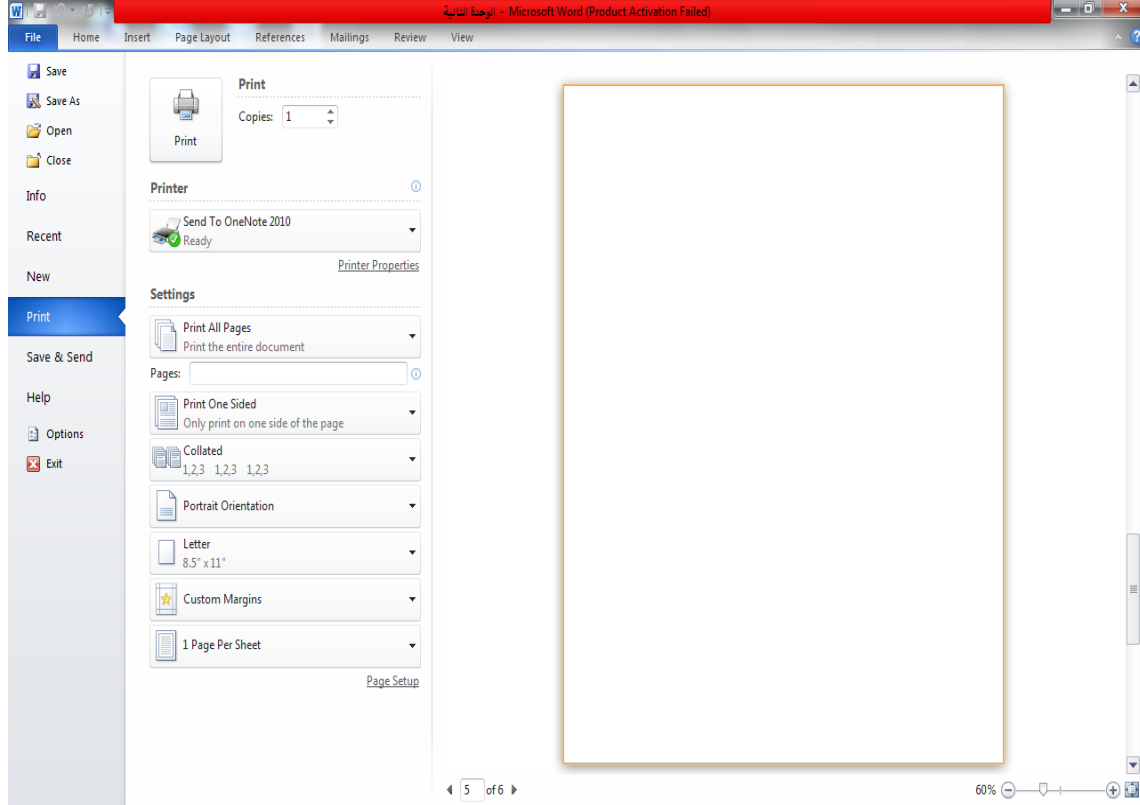 الوحدة الثانية - Microsoft Word (Product Activation Failed)
File Home Insert Page Layout References Mailings Review View
Save
Save As
Open
Close
Info
Recent
New
Print
Save & Send
Help
Options
Exit
Print
Print
Copies: 1
Printer
Send To OneNote 2010
Ready
Printer Properties
Settings
Print All Pages
Print the entire document
Pages:
Print One Sided
Only print on one side of the page
Collated
1,2,3 1,2,3 1,2,3
Portrait Orientation
Letter
8.5" x 11"
Custom Margins
1 Page Per Sheet
Page Setup
5 of 6
60%